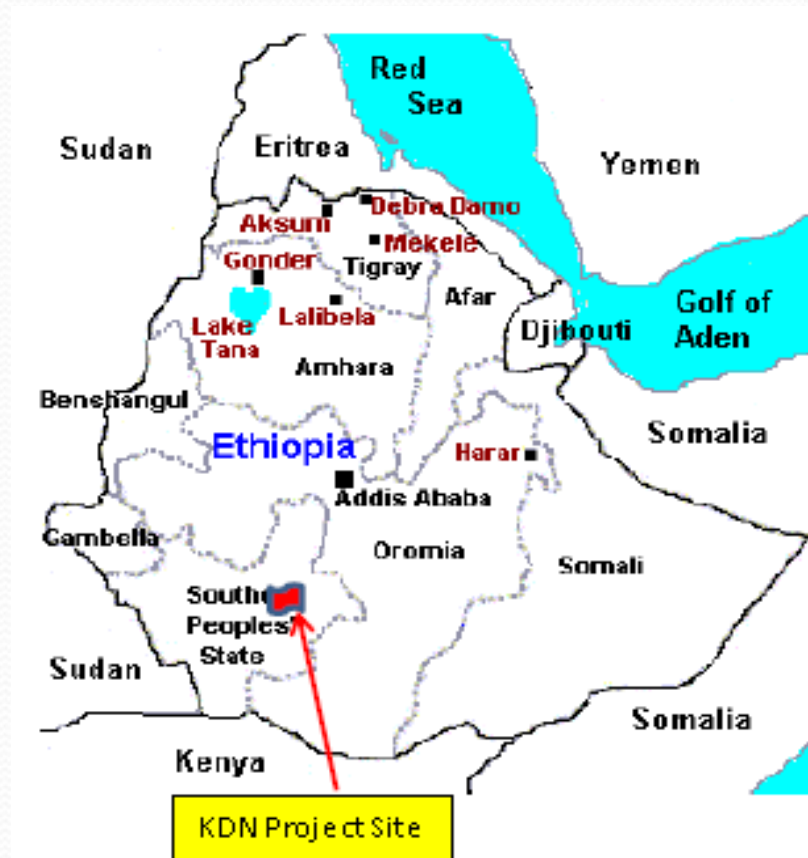 Red
Sea
Sudan
Eritrea
Yemen
Debra Damo
Aksum
Mekele
Gonder
Tigray
Afar
Golf of
Aden
Lalibela
Lake
Tana
Djibouti
Amhara
Benshangul
Somalia
Ethiopia
Harar
Addis Ababa
Gambella
Oromia
Somali
Peoples'
State
Sudan
Somalia
Kenya
KDN Project Site